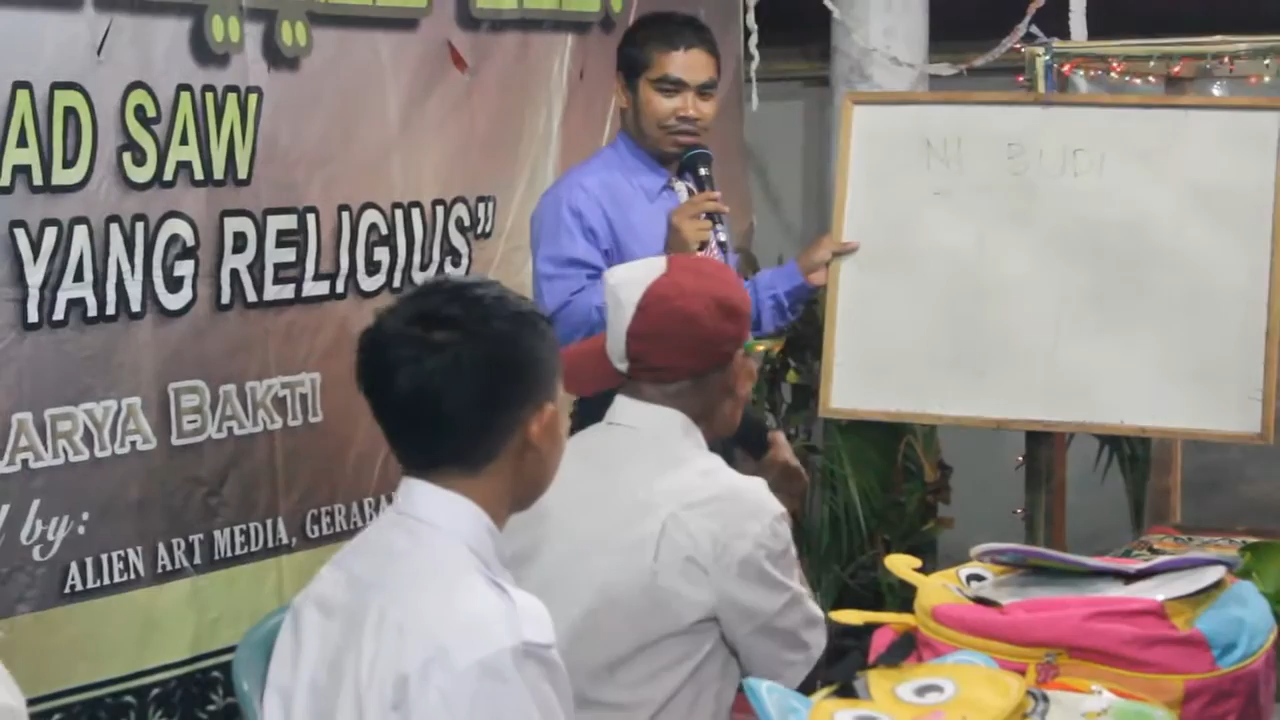 AD SAW
YANG RELIGIUS"
ARYA BAKTI
by:
ALIEN ART MEDIA, GERABA
NI BUDI